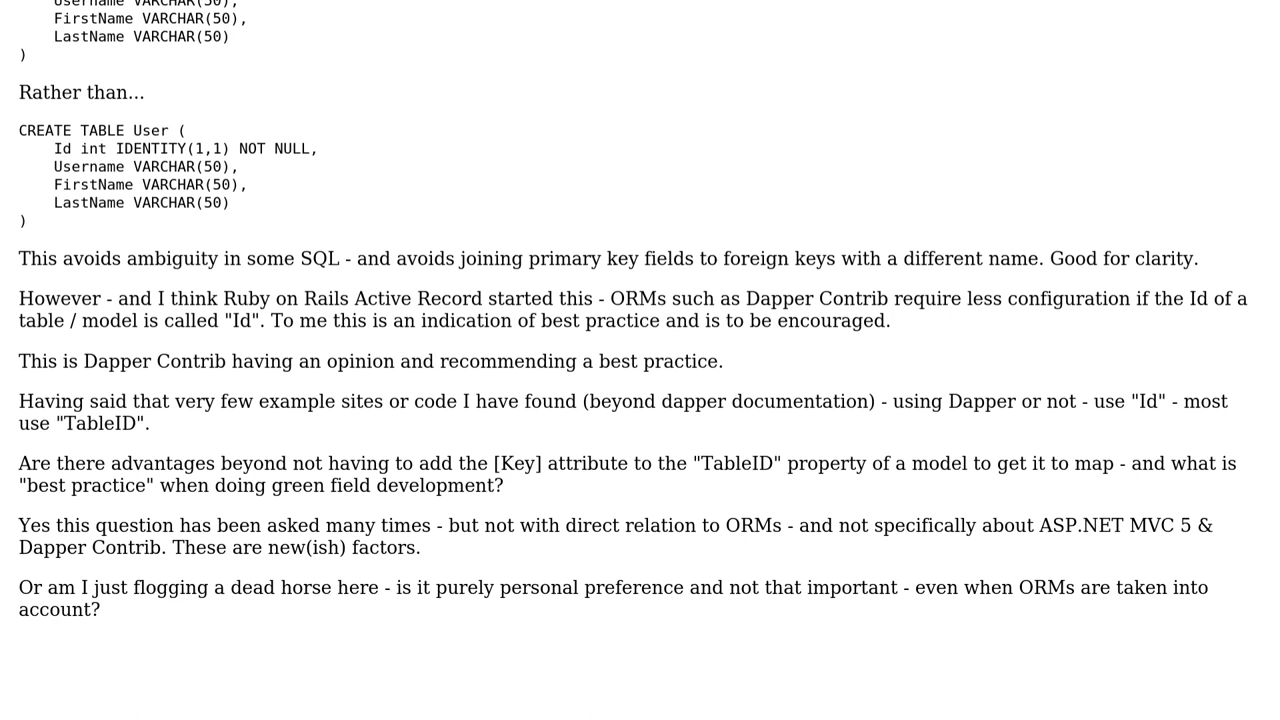 Username VARCHAR(50),
FirstName VARCHAR(50),
LastName VARCHAR(50)
)
Rather than...
CREATE TABLE User (
Id int IDENTITY(1,1) NOT NULL,
Username VARCHAR(50),
FirstName VARCHAR(50),
LastName VARCHAR(50)
)
This avoids ambiguity in some SQL - and avoids joining primary key fields to foreign keys with a different name. Good for clarity.
However - and I think Ruby on Rails Active Record started this - ORMs such as Dapper Contrib require less configuration if the Id of a
table / model is called "Id". To me this is an indication of best practice and is to be encouraged.
This is Dapper Contrib having an opinion and recommending a best practice.
Having said that very few example sites or code I have found (beyond dapper documentation) - using Dapper or not - use "Id" - most
use "TableID".
Are there advantages beyond not having to add the [Key] attribute to the "TableID" property of a model to get it to map - and what is
"best practice" when doing green field development?
Yes this question has been asked many times - but not with direct relation to ORMs - and not specifically about ASP.NET MVC 5 &
Dapper Contrib. These are new(ish) factors.
Or am I just flogging a dead horse here - is it purely personal preference and not that important - even when ORMs are taken into
account?